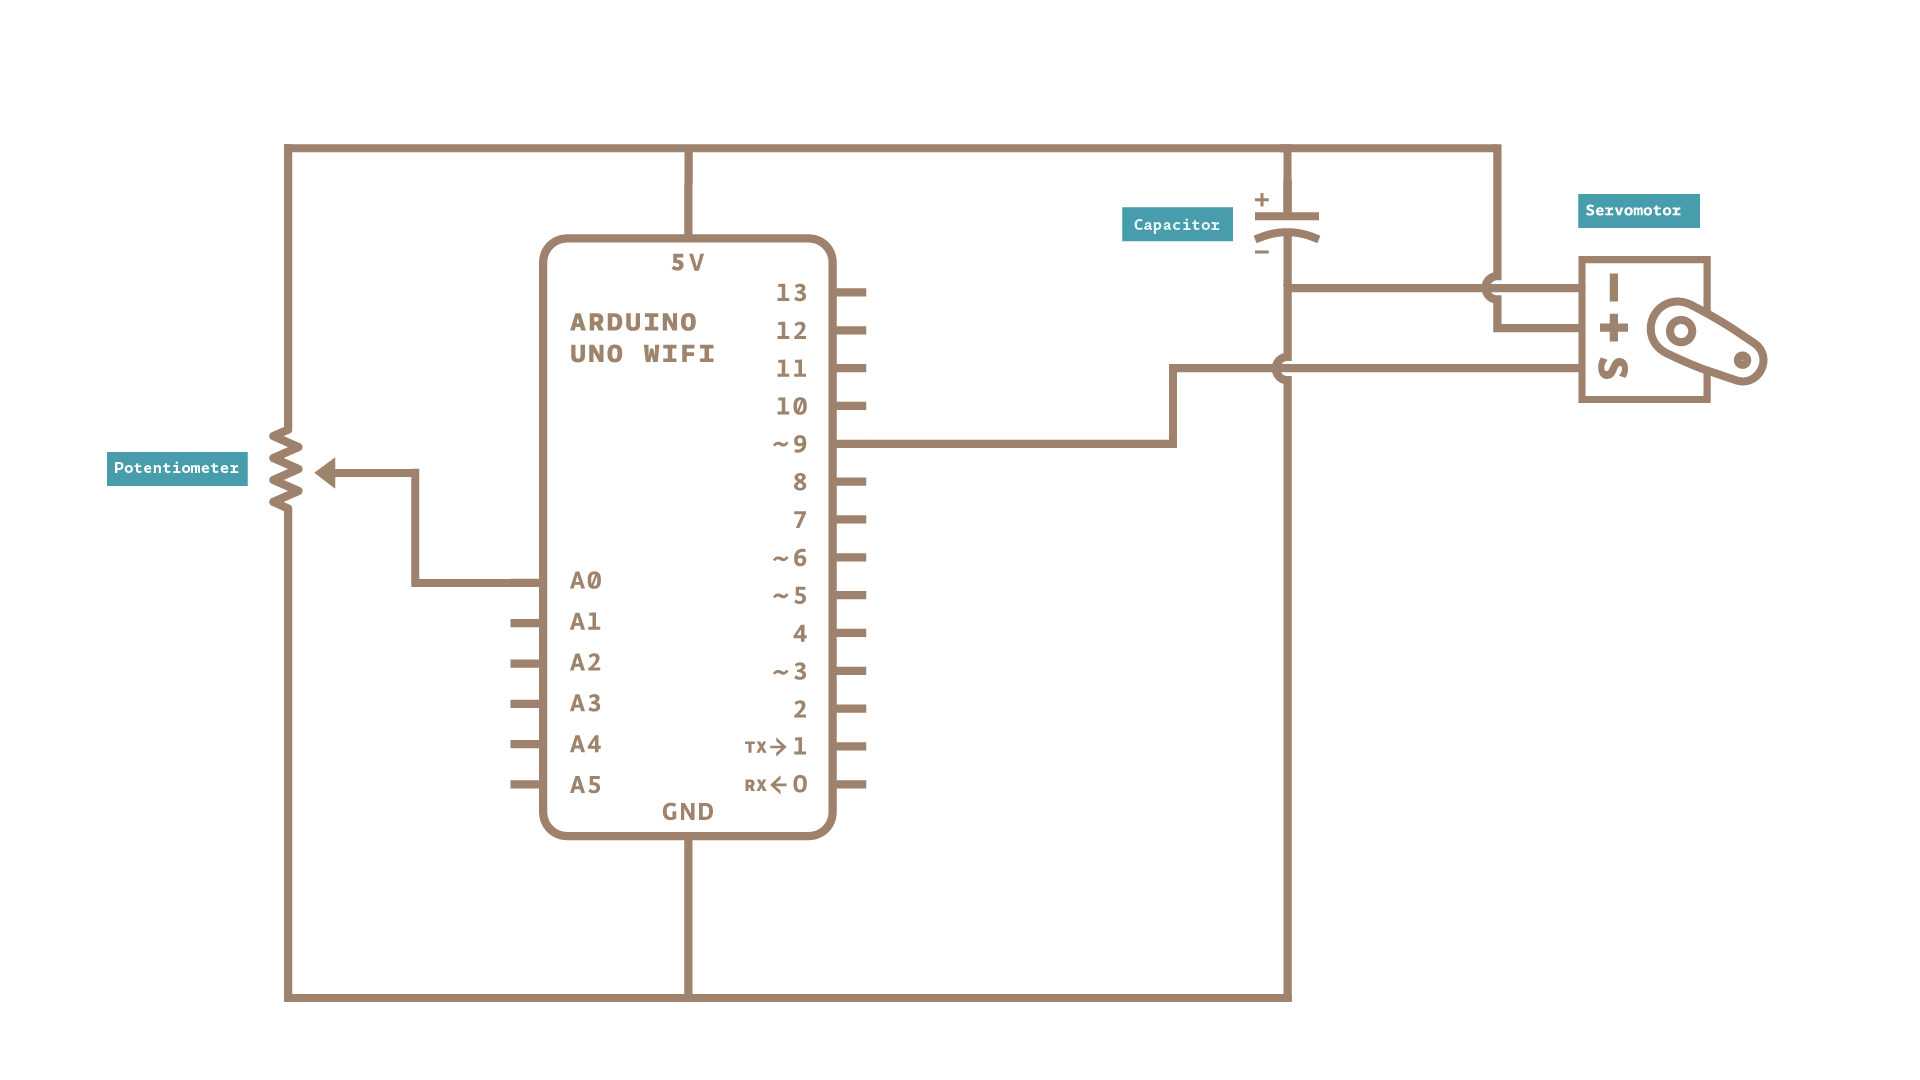 Potentiometer
5V
ARDUINO
UNO WIFI
A0
A1
A2
A3
A4
A5
13
12
11
10
~9
8
7
~6
~5
4
~3
2
TX→1
RX←0
GND
Capacitor
+
−
Servomotor
−
+
S